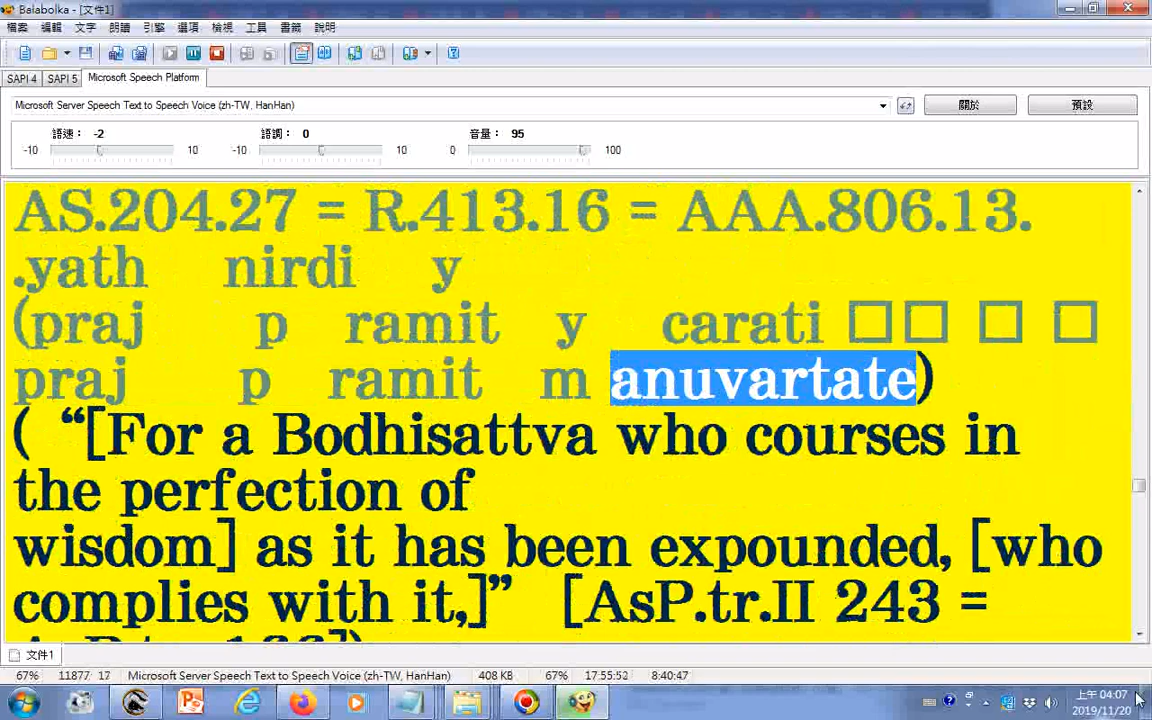 Balabolka - [文件1]
檔案 編輯 文字 朗讀 引擎 選項 檢視 工具 書籤 說明
SAPI 4 SAPI 5 Microsoft Speech Platform
Microsoft Server Speech Text to Speech Voice (zh-TW, HanHan) 關於 預設
語速： -2 語調： 0 音量： 95
-10 10 -10 10 0 100
AS.204.27 = R.413.16 = AAA.806.13.
.yath nirdi y
(praj p ramit y carati □□ □ □
praj p ramit m anuvartate)
( “[For a Bodhisattva who courses in
the perfection of
wisdom] as it has been expounded, [who
complies with it,]” [AsP.tr.II 243 =
文件1
67% 11877 17 Microsoft Server Speech Text to Speech Voice (zh-TW, HanHan) 408 KB 67% 17:55:52 8:40:47
上午 04:07
2019/11/20